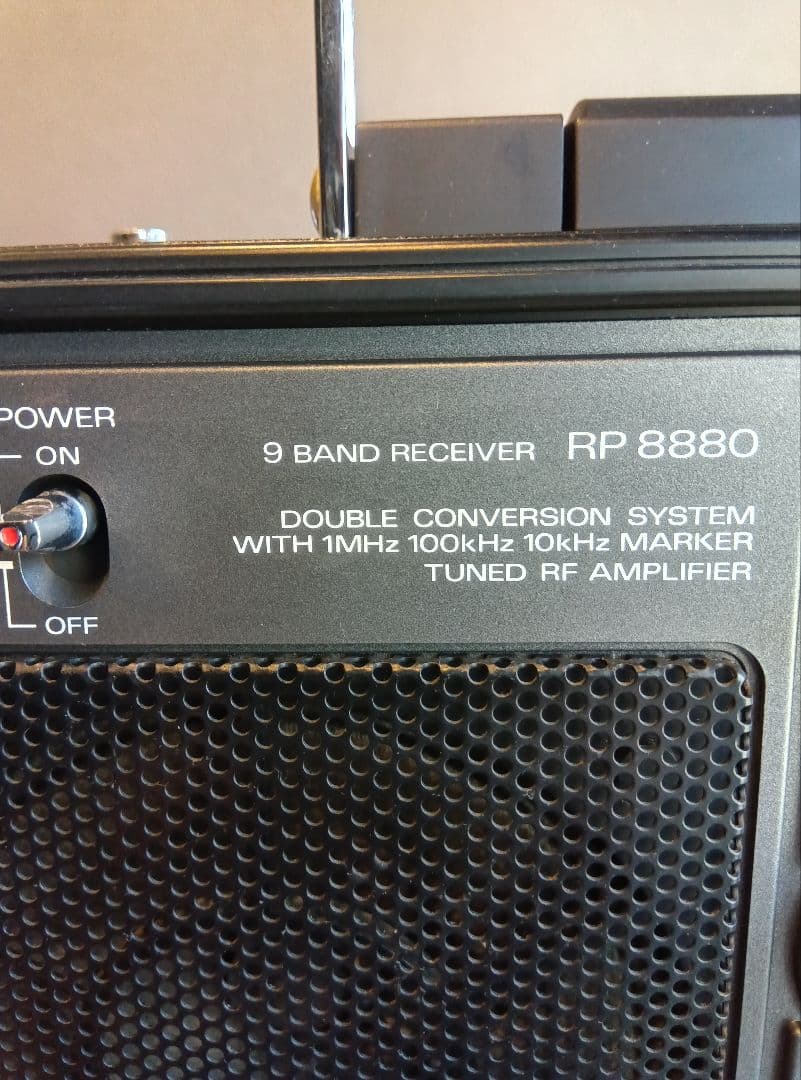 POWER
ON
9 BAND RECEIVER RP 8880
DOUBLE CONVERSION SYSTEM
WITH 1MHz 100kHz 10kHz MARKER
TUNED RF AMPLIFIER
OFF